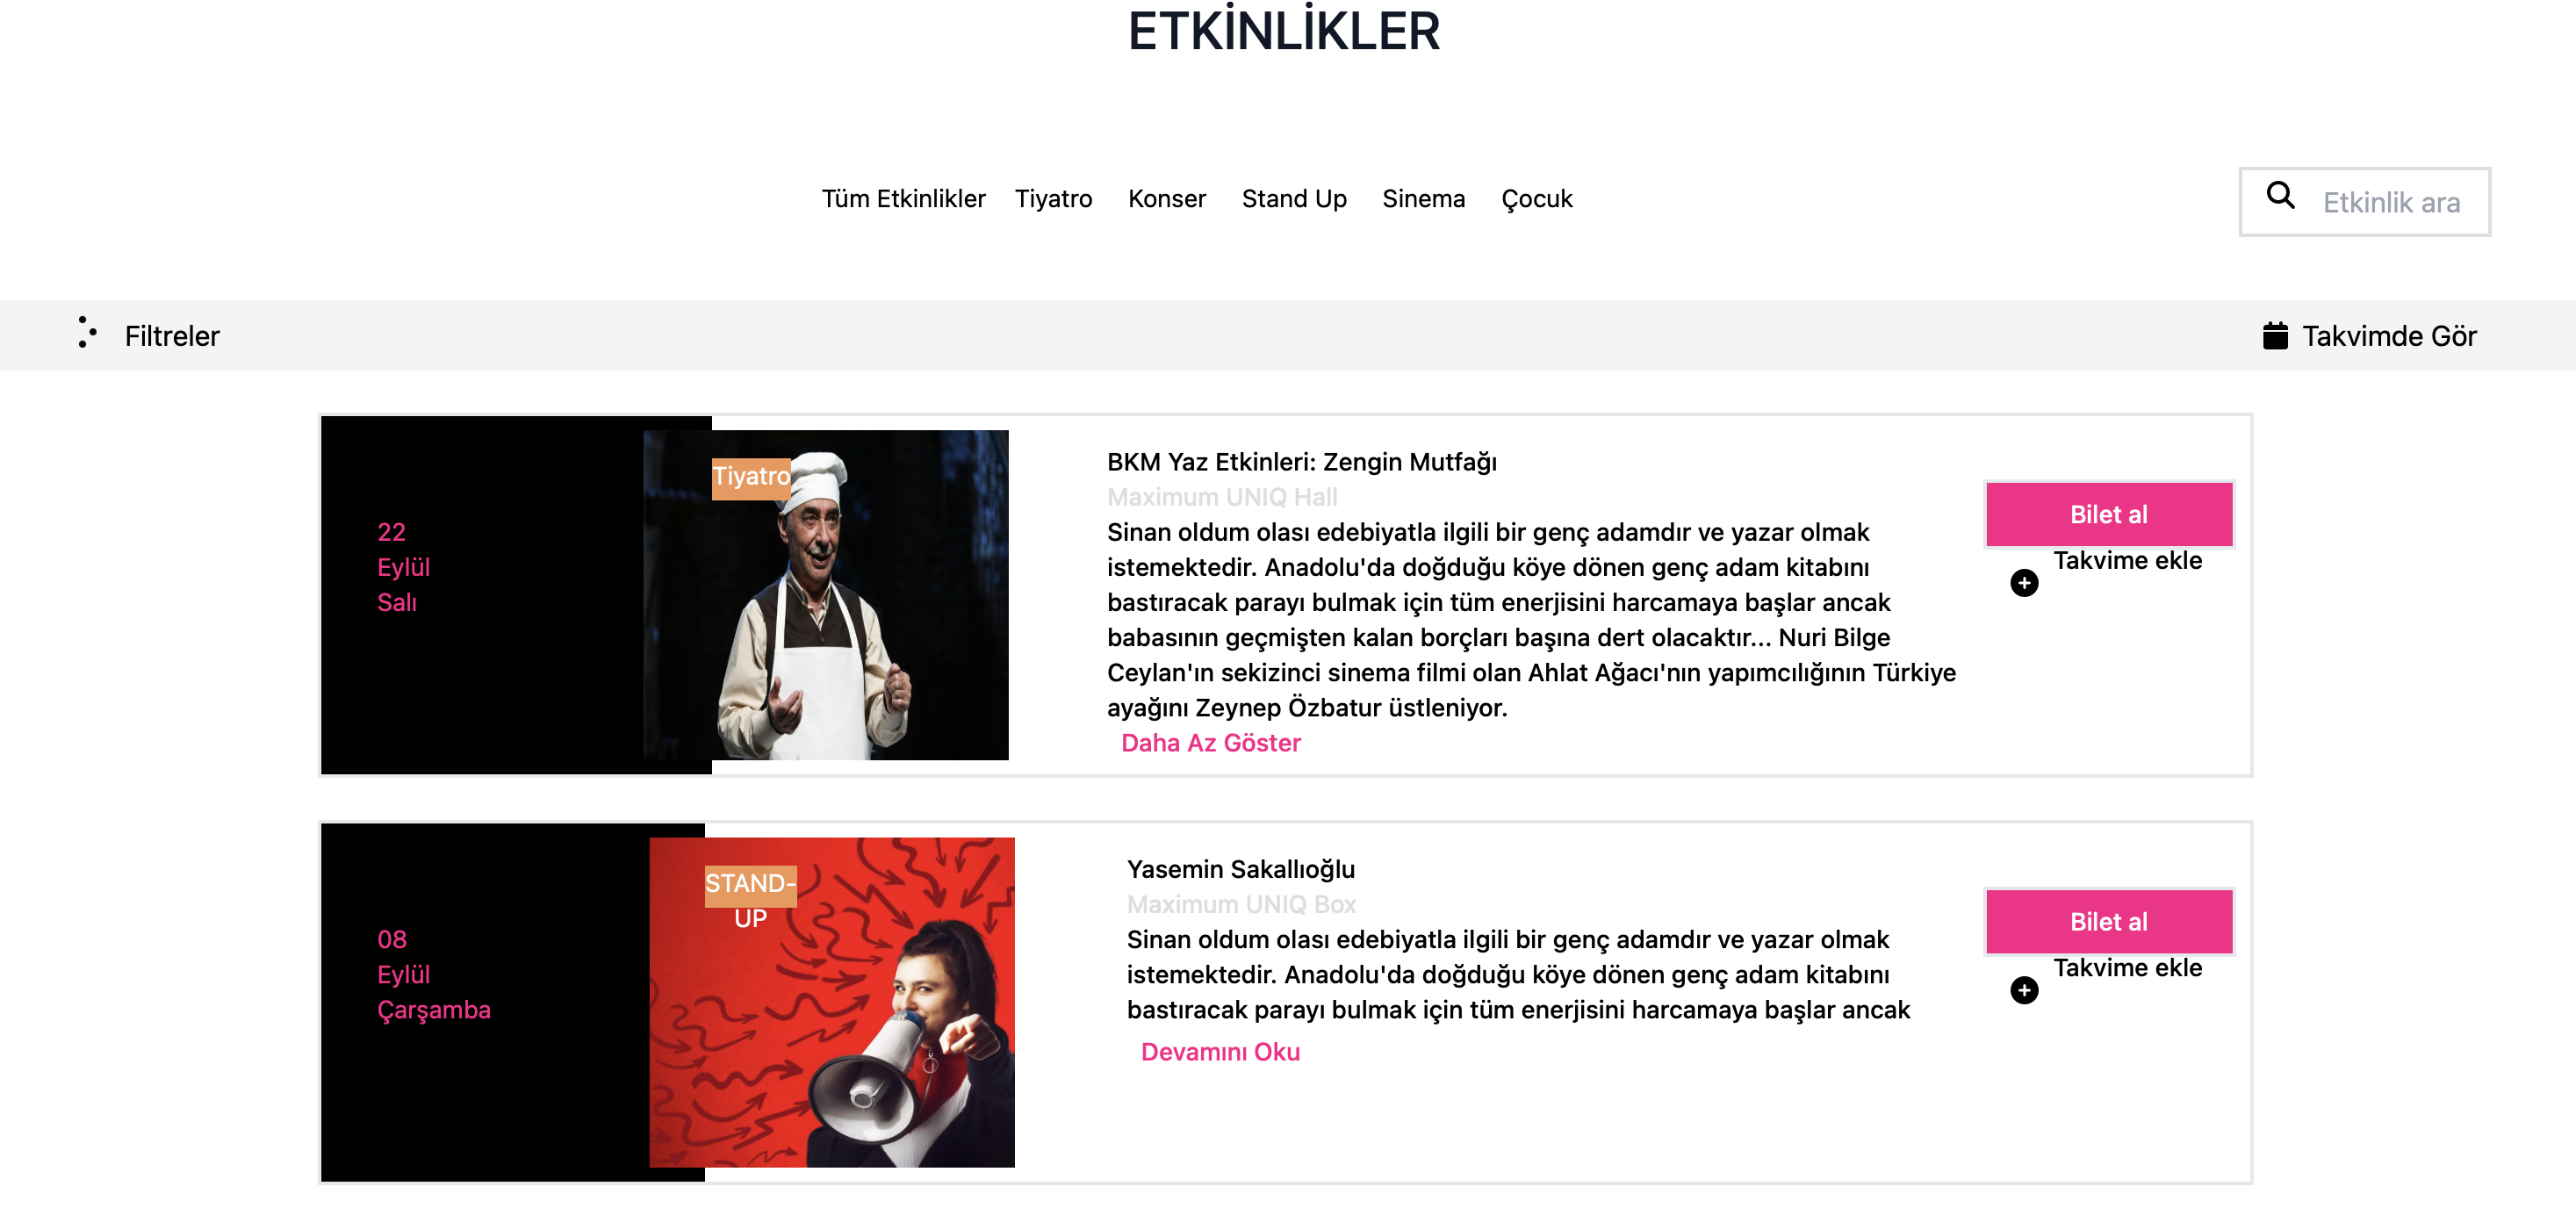 ETKİNLİKLER
Tüm Etkinlikler Tiyatro Konser Stand Up Sinema Çocuk
Etkinlik ara
Filtreler
Takvimde Gör
22
Eylül
Salı
Tiyatro
BKM Yaz Etkinleri: Zengin Mutfağı
Maximum UNIQ Hall
Sinan oldum olası edebiyatla ilgili bir genç adamdır ve yazar olmak
istemektedir. Anadolu'da doğduğu köye dönen genç adam kitabını
bastıracak parayı bulmak için tüm enerjisini harcamaya başlar ancak
babasının geçmişten kalan borçları başına dert olacaktır... Nuri Bilge
Ceylan'ın sekizinci sinema filmi olan Ahlat Ağacı'nın yapımcılığının Türkiye
ayağını Zeynep Özbatur üstleniyor.
Daha Az Göster
Bilet al
Takvime ekle
08
Eylül
Çarşamba
STAND-
UP
Yasemin Sakallıoğlu
Maximum UNIQ Box
Sinan oldum olası edebiyatla ilgili bir genç adamdır ve yazar olmak
istemektedir. Anadolu'da doğduğu köye dönen genç adam kitabını
bastıracak parayı bulmak için tüm enerjisini harcamaya başlar ancak
Devamını Oku
Bilet al
Takvime ekle